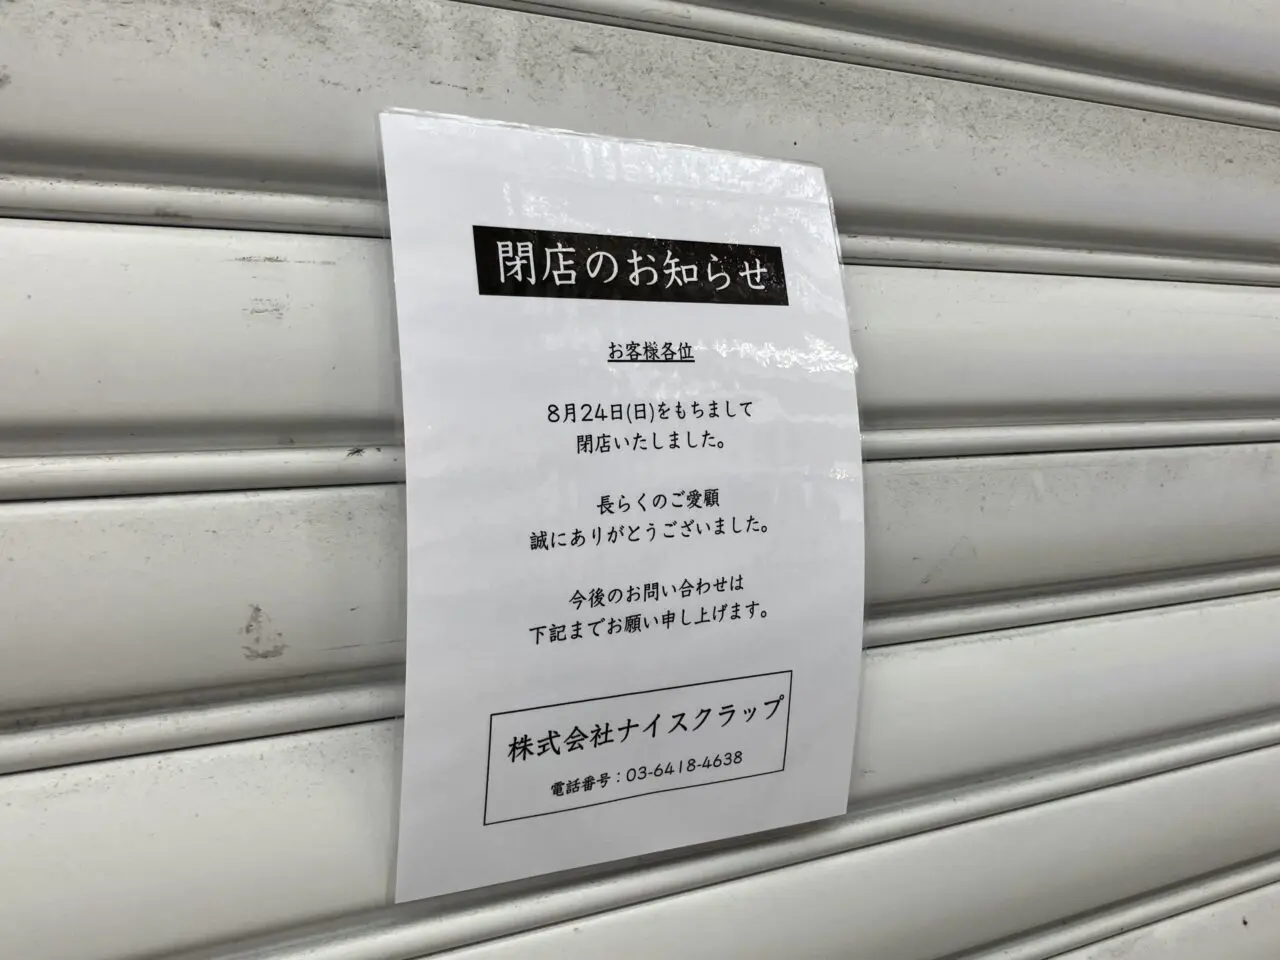 閉店のお知らせ
お客様各位
8月24日(日)をもちまして
閉店いたしました。
長らくのご愛顧
誠にありがとうございました。
今後のお問い合わせは
下記までお願い申し上げます。
株式会社ナイスクラップ
電話番号：03-6418-4638